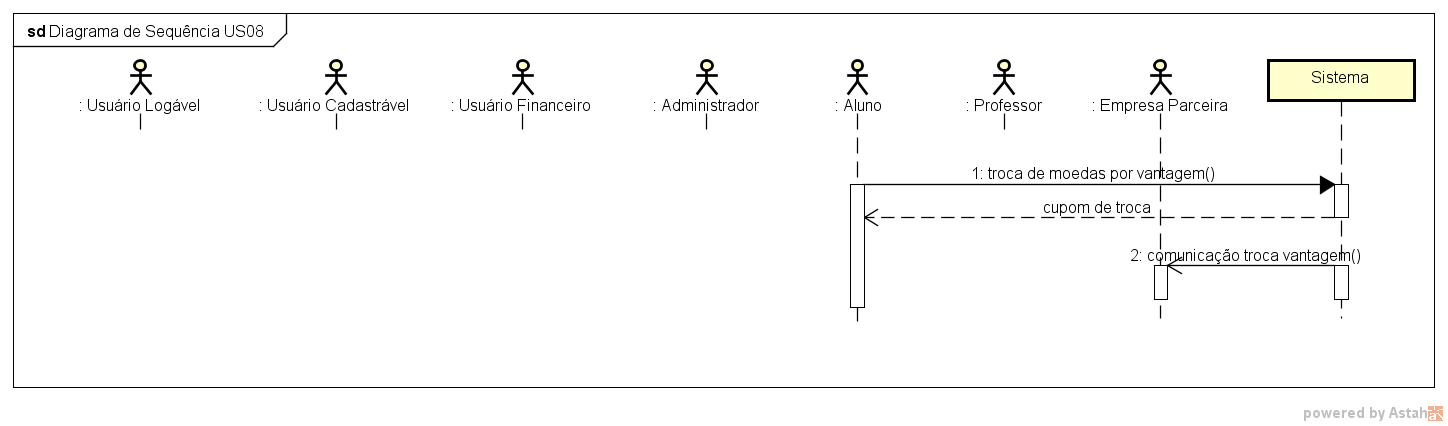 sd Diagrama de Sequência US08
: Usuário Logável
: Usuário Cadastrável
: Usuário Financeiro
: Administrador
: Aluno
: Professor
: Empresa Parceira
Sistema
1: troca de moedas por vantagem()
cupom de troca
2: comunicação troca vantagem()
powered by Astah